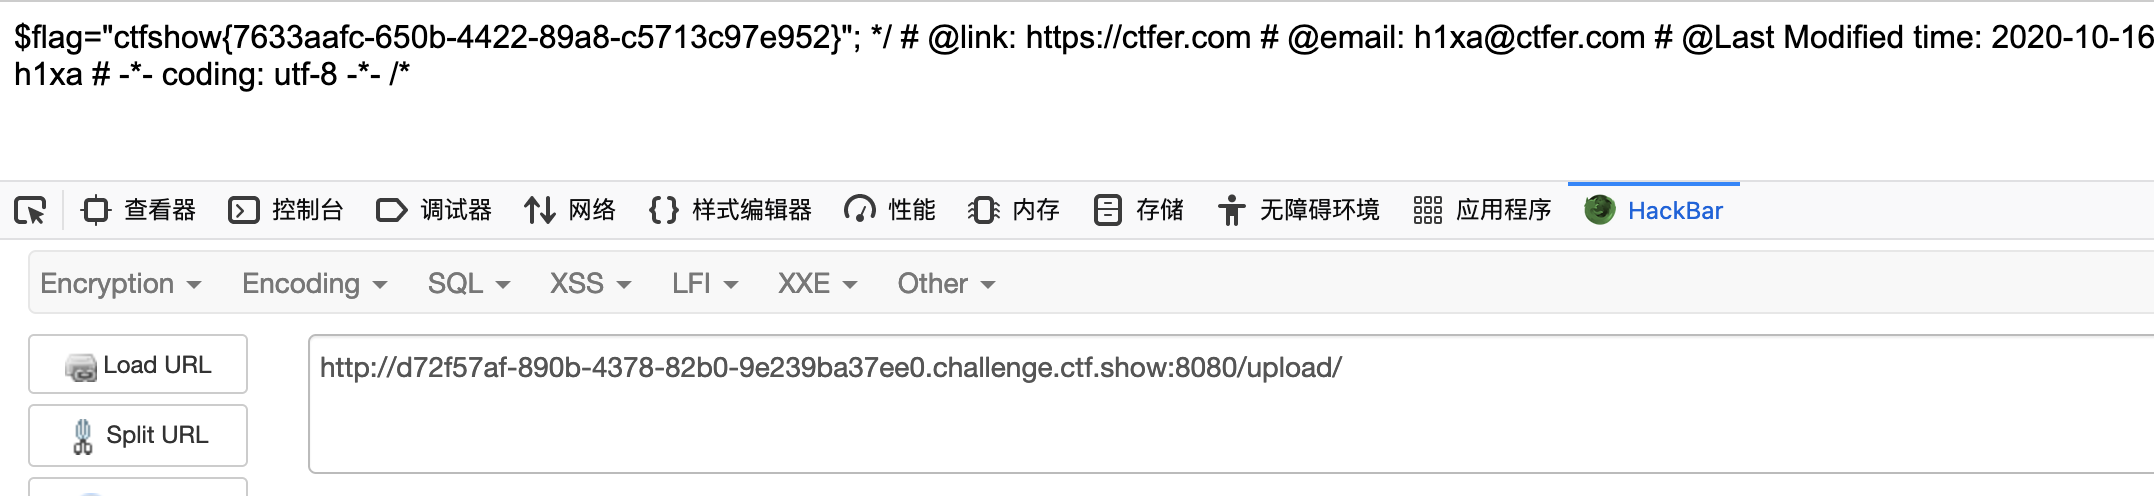 $flag="ctfshow{7633aafc-650b-4422-89a8-c5713c97e952}"; */ # @link: https://ctfer.com # @email: h1xa@ctfer.com # @Last Modified time: 2020-10-16
h1xa # -*- coding: utf-8 -*- /*
查看器 控制台 调试器 网络 {} 样式编辑器 性能 内存 存储 无障碍环境 应用程序 HackBar
Encryption Encoding SQL XSS LFI XXE Other
Load URL http://d72f57af-890b-4378-82b0-9e239ba37ee0.challenge.ctf.show:8080/upload/
Split URL